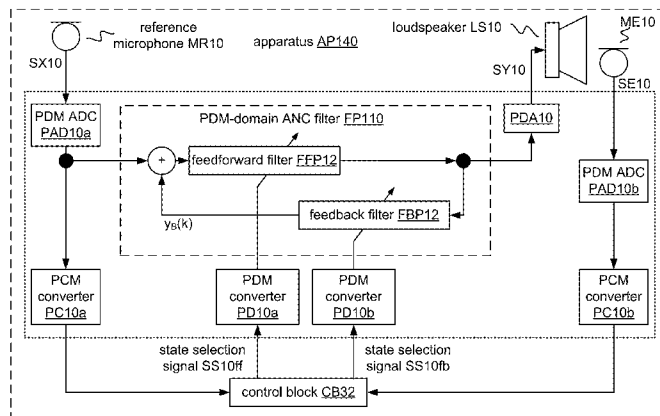 reference
microphone MR10
apparatus AP140
loudspeaker LS10
ME10
SX10
SY10
SE10
PDM ADC
PAD10a
PDM-domain ANC filter FP110
PDA10
+
feedforward filter FFP12
PDM ADC
PAD10b
feedback filter FBP12
yB(k)
PCM
converter
PC10a
PDM
converter
PD10a
PDM
converter
PD10b
PCM
converter
PC10b
state selection
signal SS10ff
state selection
signal SS10fb
control block CB32